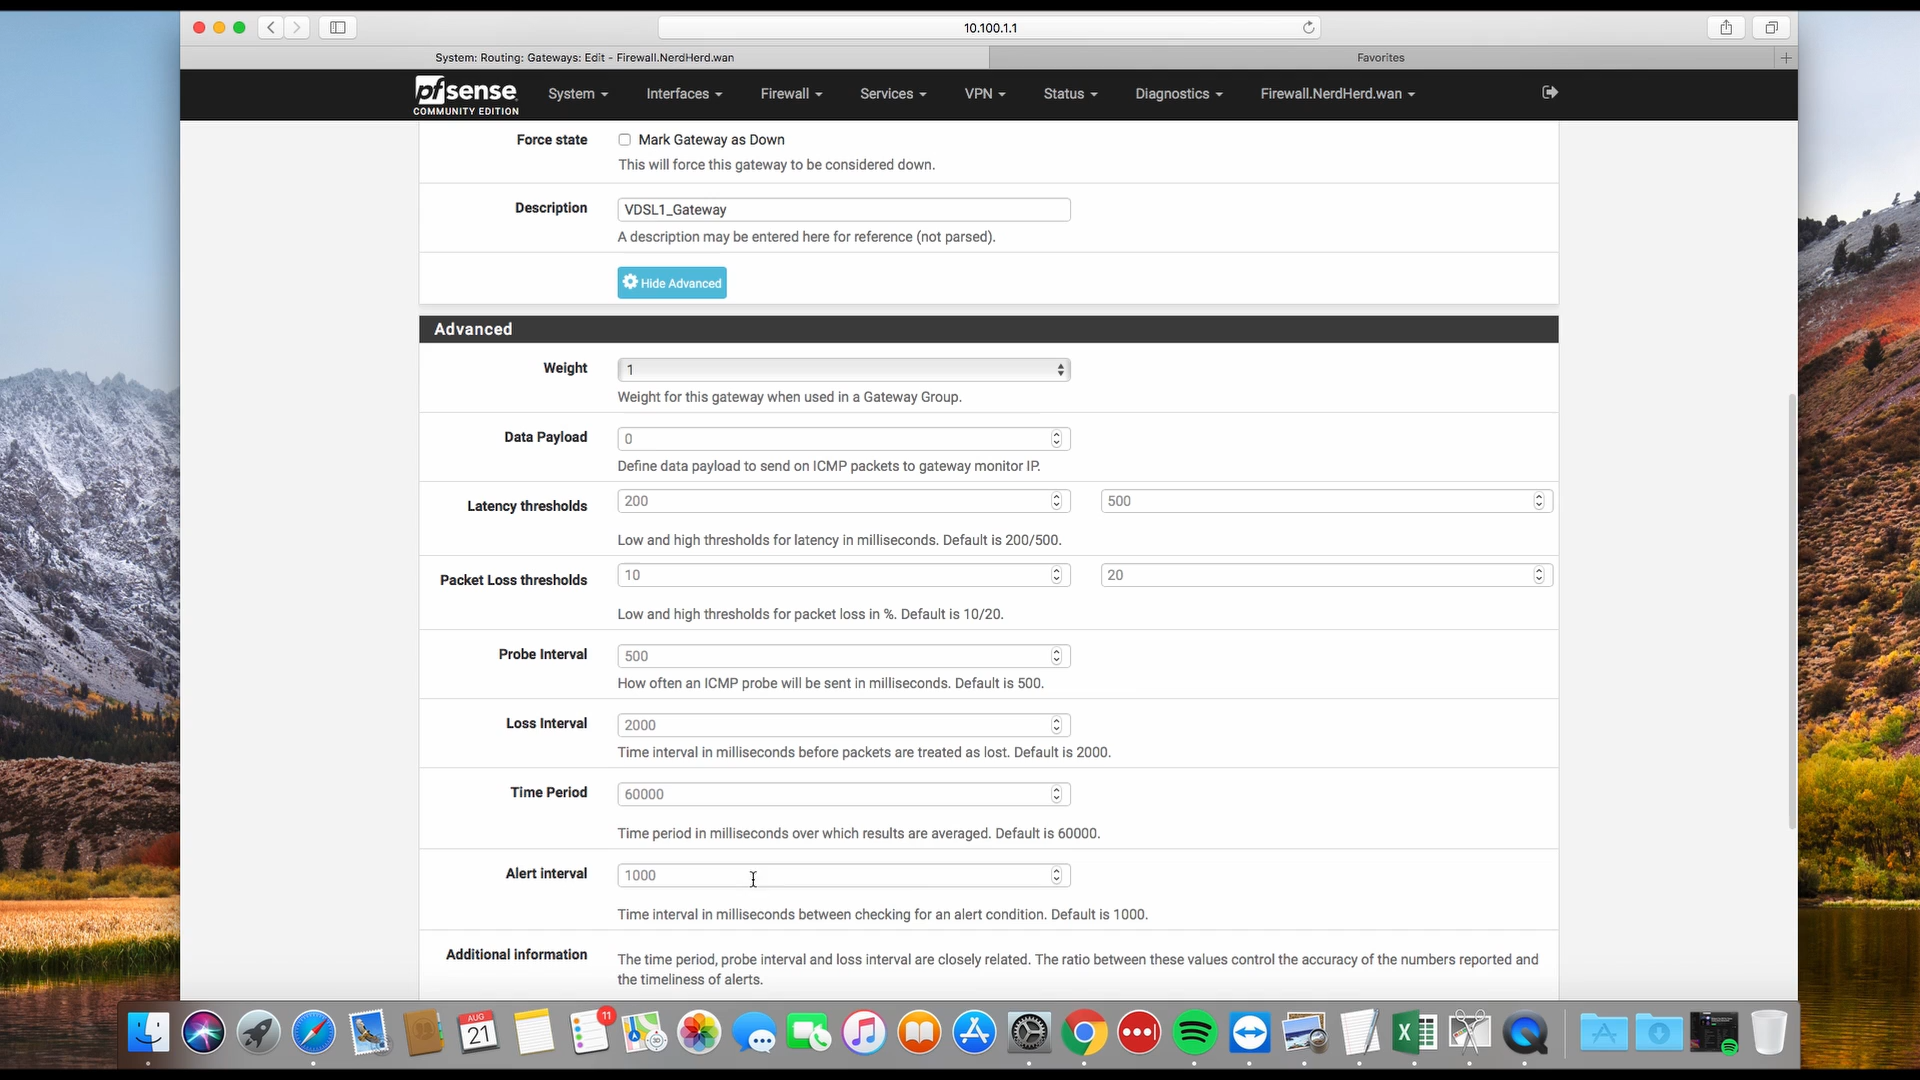 10.100.1.1
System: Routing: Gateways: Edit - Firewall.NerdHerd.wan
Favorites
pfsense
COMMUNITY EDITION
System
Interfaces
Firewall
Services
VPN
Status
Diagnostics
Firewall.NerdHerd.wan
Force state
Mark Gateway as Down
This will force this gateway to be considered down.
Description
VDSL1_Gateway
A description may be entered here for reference (not parsed).
Hide Advanced
Advanced
Weight
1
Weight for this gateway when used in a Gateway Group.
Data Payload
0
Define data payload to send on ICMP packets to gateway monitor IP.
Latency thresholds
200
500
Low and high thresholds for latency in milliseconds. Default is 200/500.
Packet Loss thresholds
10
20
Low and high thresholds for packet loss in %. Default is 10/20.
Probe Interval
500
How often an ICMP probe will be sent in milliseconds. Default is 500.
Loss Interval
2000
Time interval in milliseconds before packets are treated as lost. Default is 2000.
Time Period
60000
Time period in milliseconds over which results are averaged. Default is 60000.
Alert interval
1000
Time interval in milliseconds between checking for an alert condition. Default is 1000.
Additional information
The time period, probe interval and loss interval are closely related. The ratio between these values control the accuracy of the numbers reported and
the timeliness of alerts.
AUG
21
11